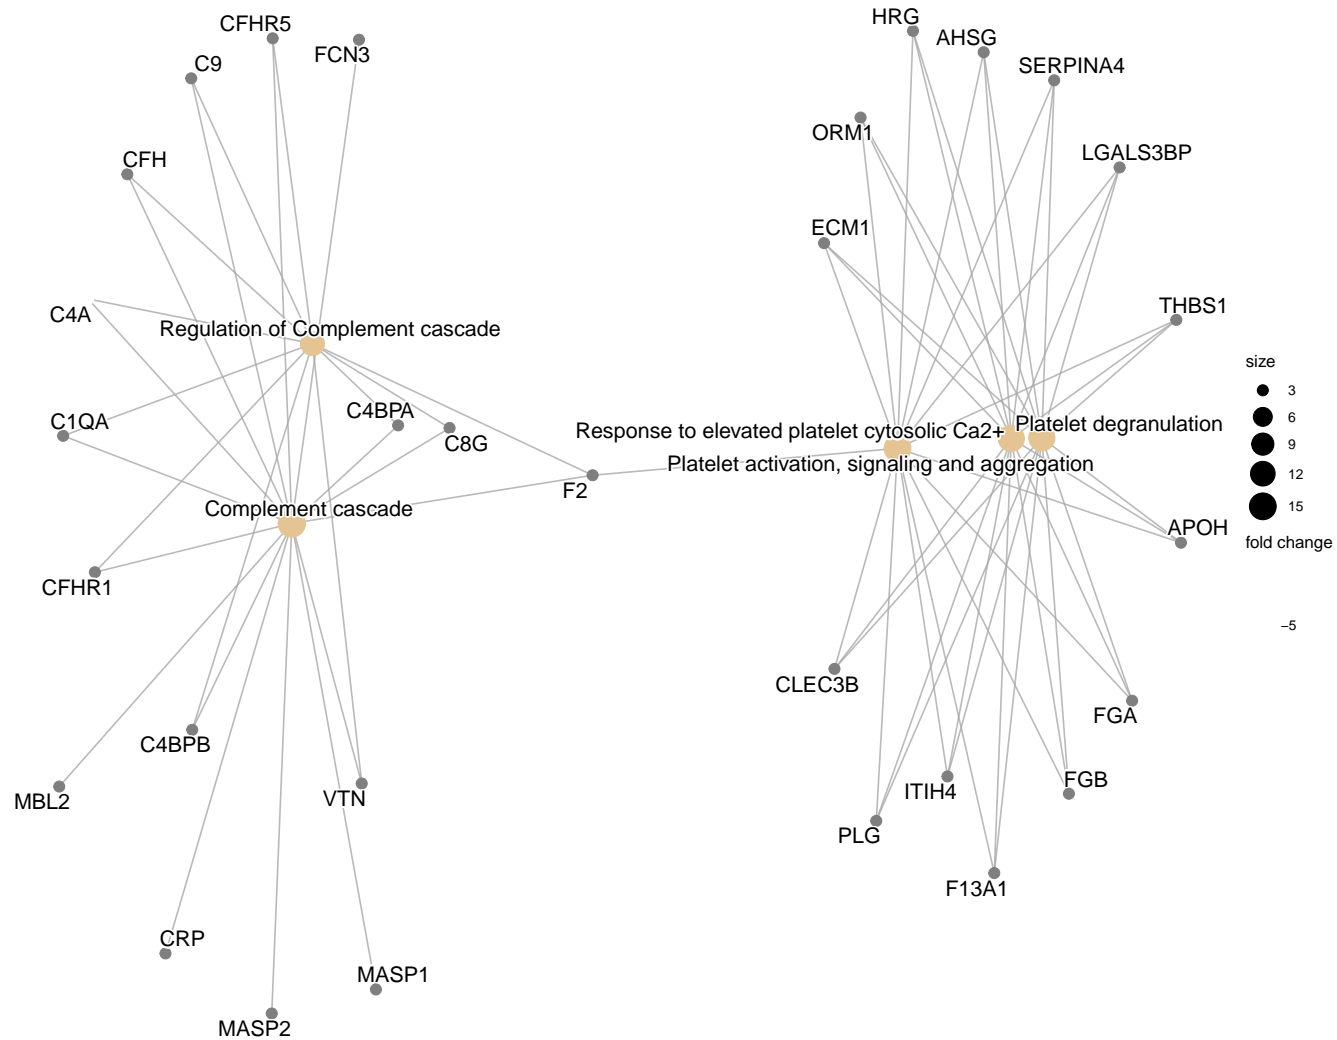 HRG
CFHR5
AHSG
FCN3
C9
SERPINA4
ORM1
LGALS3BP
CFH
ECM1
THBS1
C4A
Regulation of Complement cascade
size
3
C4BPA
6
C1QA
Platelet degranulation
Response to elevated platelet cytosolic Ca2+
C8G
9
Platelet activation, signaling and aggregation
12
F2
15
Complement cascade
APOH
fold change
CFHR1
−5
CLEC3B
FGA
C4BPB
FGB
ITIH4
VTN
MBL2
PLG
F13A1
CRP
MASP1
MASP2